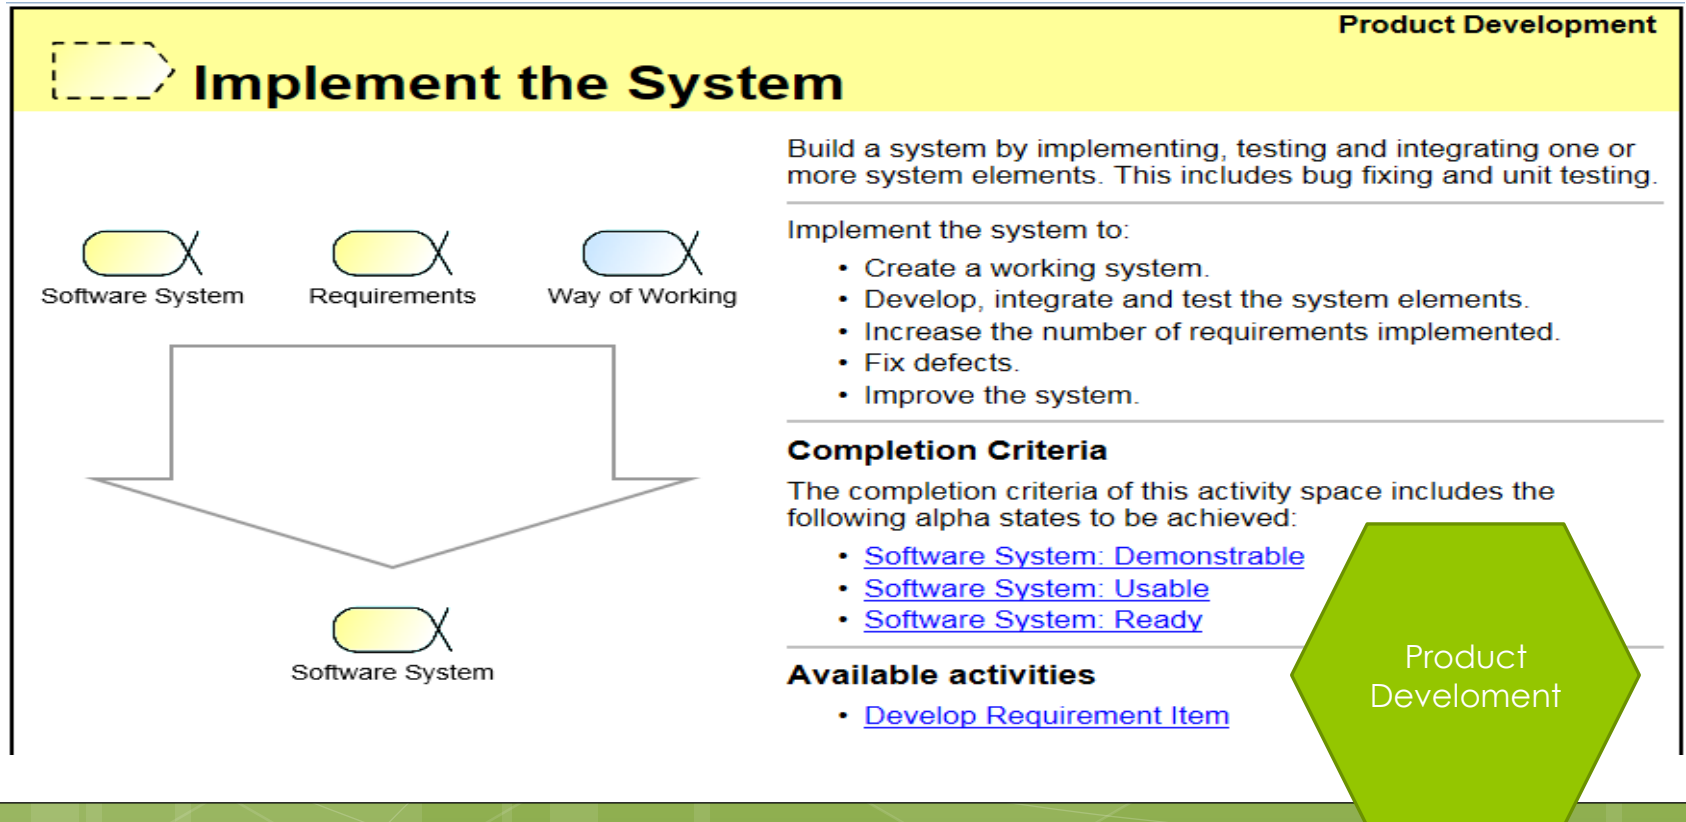 Product Development
Implement the System
Build a system by implementing, testing and integrating one or
more system elements. This includes bug fixing and unit testing.
Implement the system to:
• Create a working system.
• Develop, integrate and test the system elements.
• Increase the number of requirements implemented.
• Fix defects.
• Improve the system.
Software System
Requirements
Way of Working
Software System
Completion Criteria
The completion criteria of this activity space includes the
following alpha states to be achieved:
• Software System: Demonstrable
• Software System: Usable
• Software System: Ready
Available activities
• Develop Requirement Item
Product
Develoment